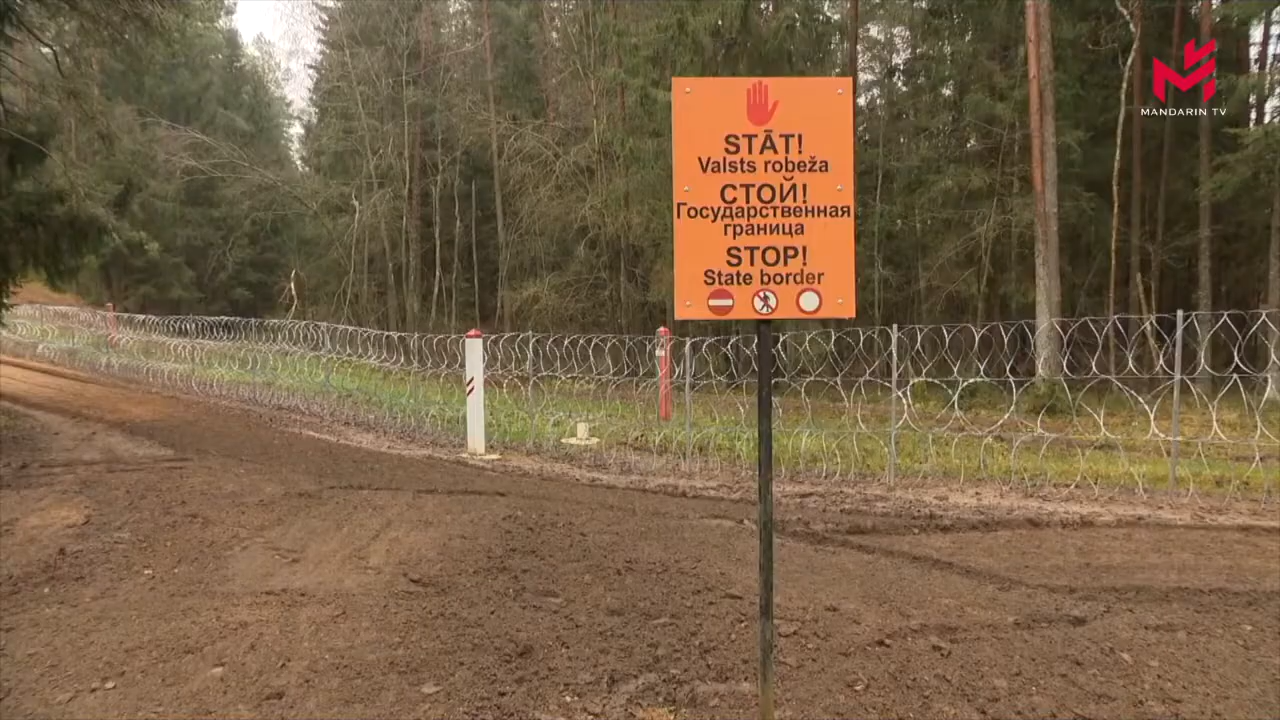 MANDARIN TV
STĀT!
Valsts robeža
СТОЙ!
Государственная
граница
STOP!
State border